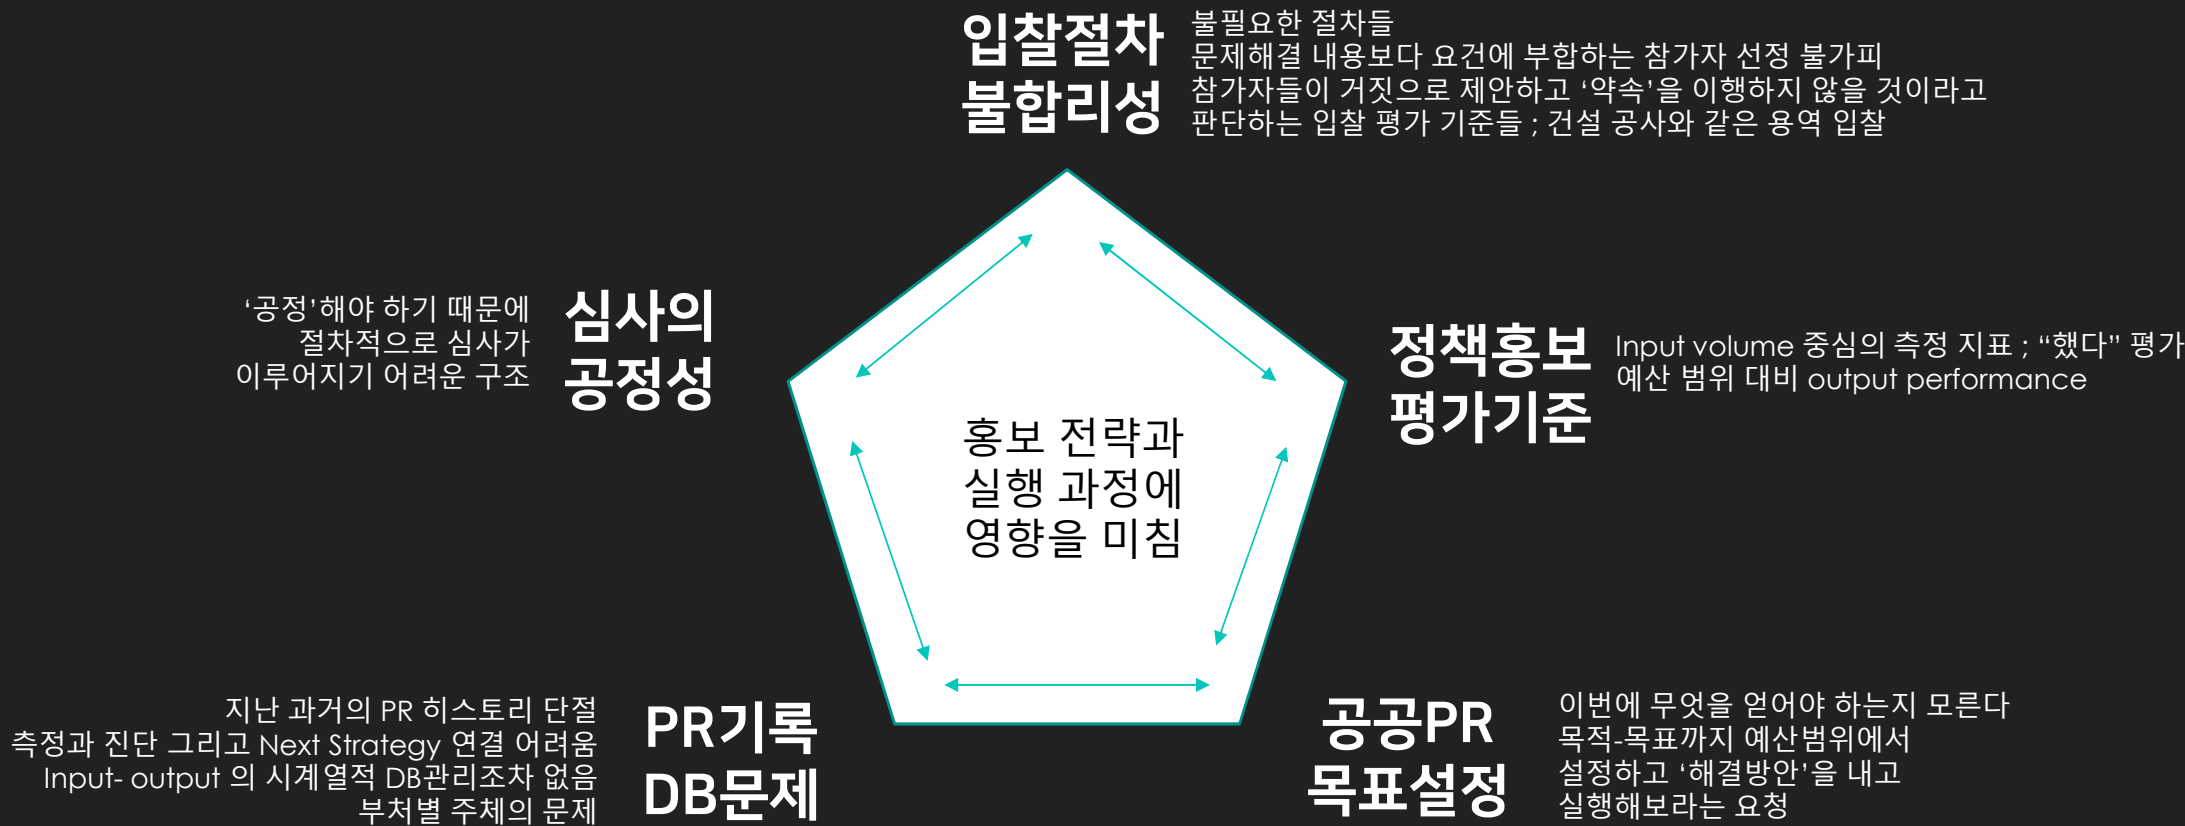 입찰절차
불합리성
불필요한 절차들
문제해결 내용보다 요건에 부합하는 참가자 선정 불가피
참가자들이 거짓으로 제안하고 ‘약속’을 이행하지 않을 것이라고
판단하는 입찰 평가 기준들 ; 건설 공사와 같은 용역 입찰
‘공정’해야 하기 때문에
절차적으로 심사가
이루어지기 어려운 구조
심사의
공정성
정책홍보
평가기준
Input volume 중심의 측정 지표 ; “했다” 평가
예산 범위 대비 output performance
홍보 전략과
실행 과정에
영향을 미침
지난 과거의 PR 히스토리 단절
측정과 진단 그리고 Next Strategy 연결 어려움
Input- output 의 시계열적 DB관리조차 없음
부처별 주체의 문제
PR기록
DB문제
공공PR
목표설정
이번에 무엇을 얻어야 하는지 모른다
목적-목표까지 예산범위에서
설정하고 ‘해결방안’을 내고
실행해보라는 요청